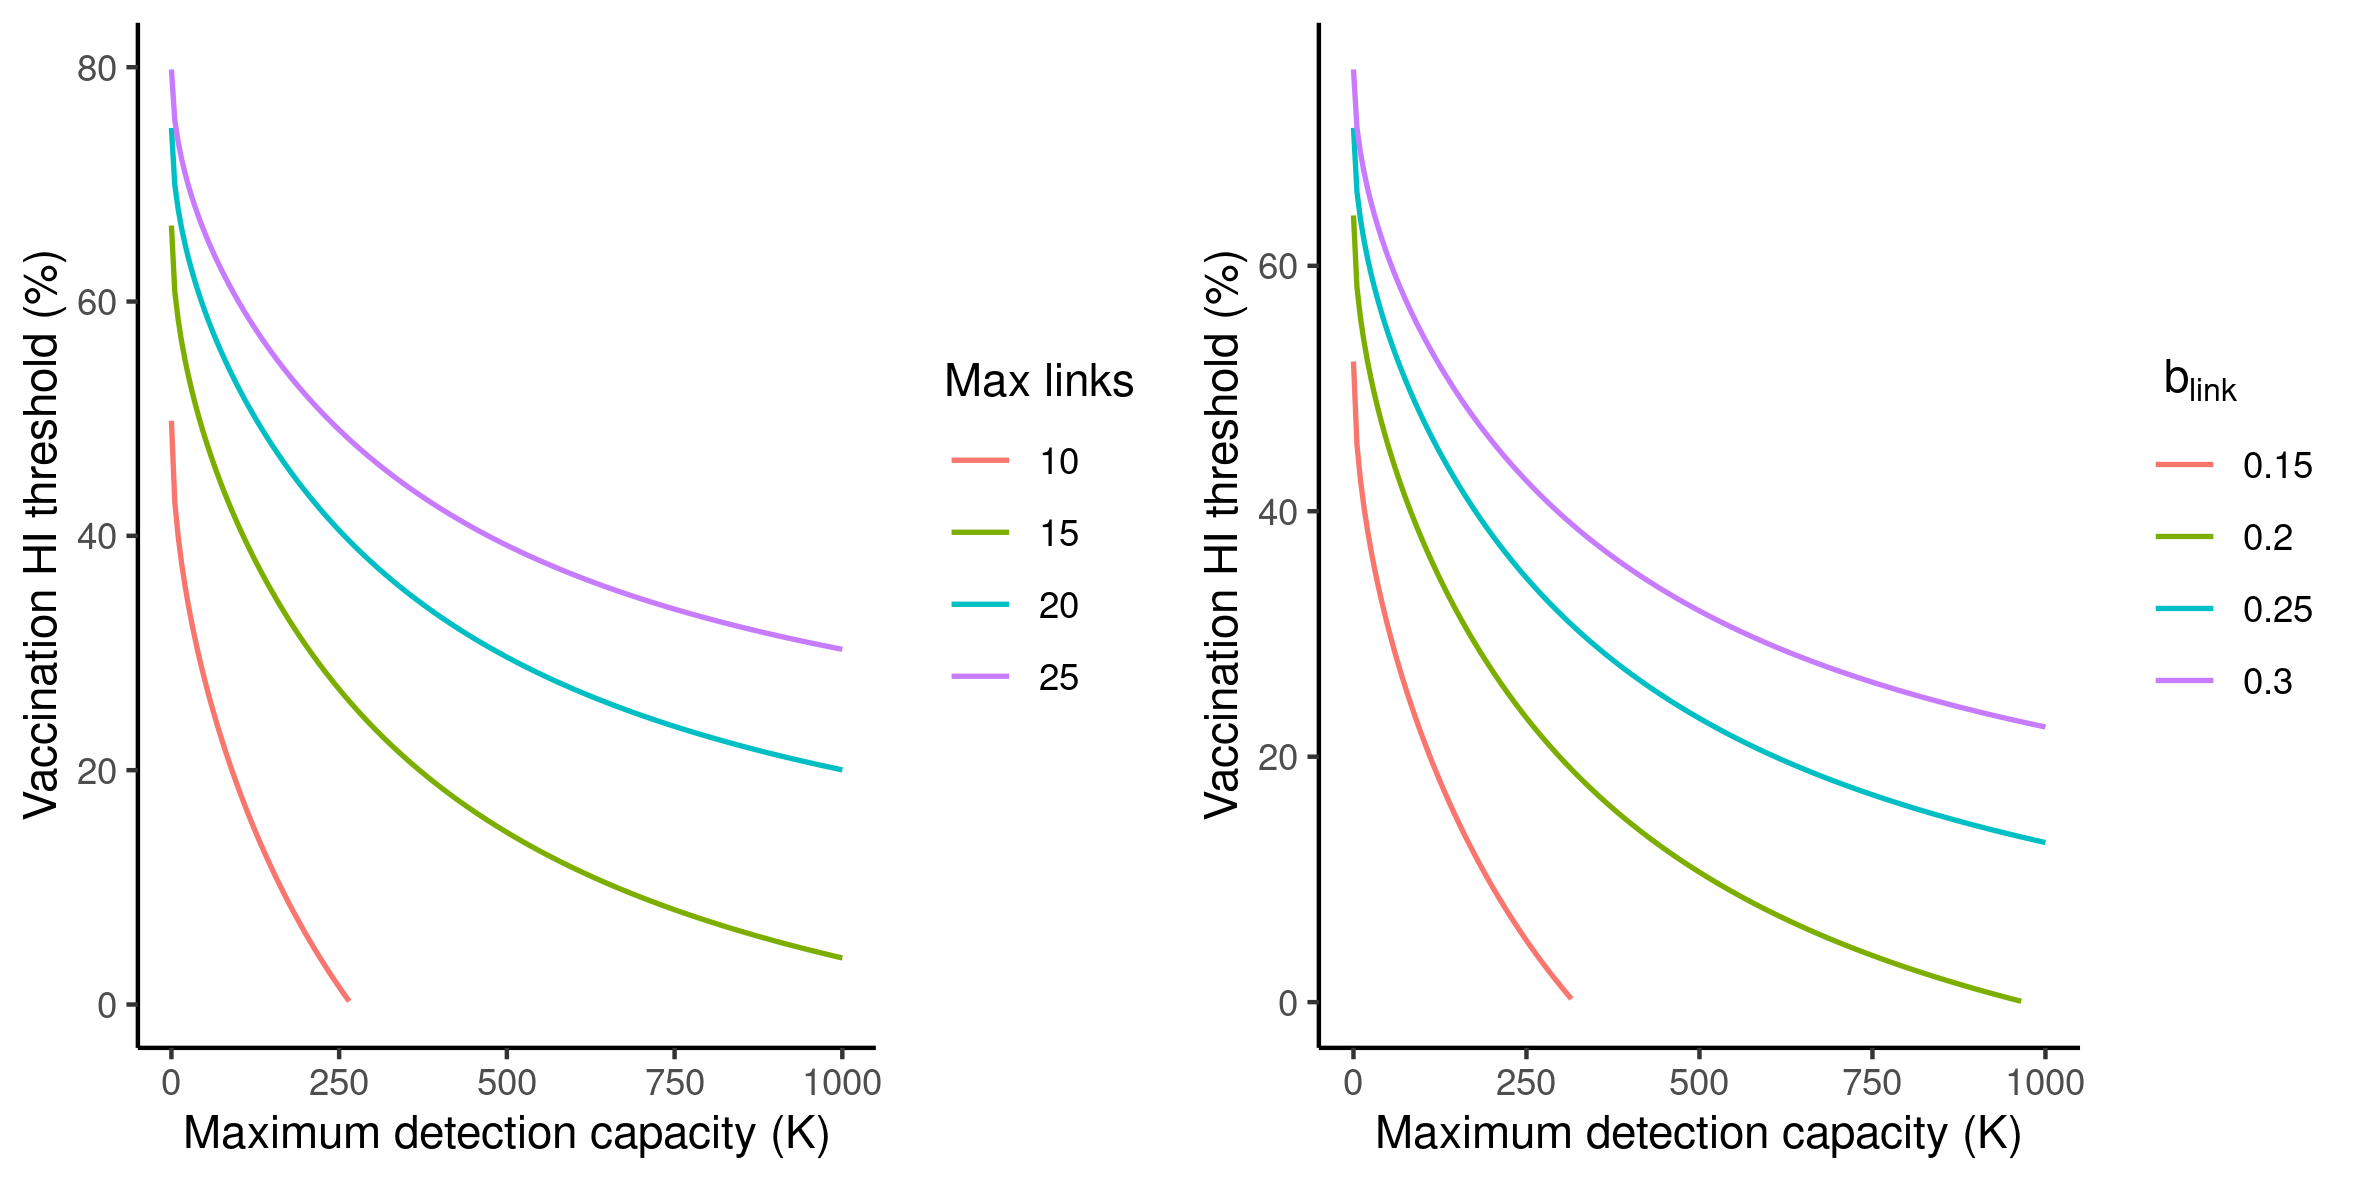 Vaccination HI threshold (%)
80
60
40
20
0
0 250 500 750 1000
Maximum detection capacity (K)
Max links
10
15
20
25
Vaccination HI threshold (%)
60
40
20
0
0 250 500 750 1000
Maximum detection capacity (K)
b_link
0.15
0.2
0.25
0.3